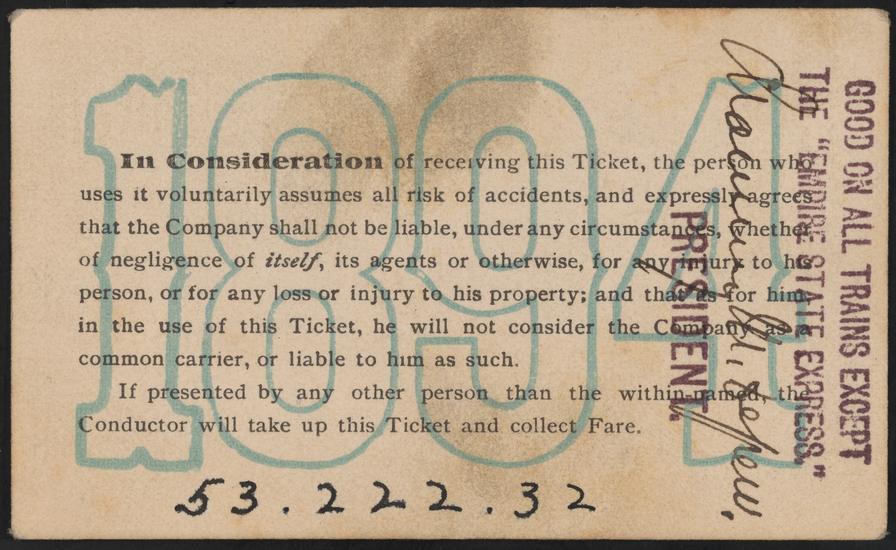 1894
In Consideration of receiving this Ticket, the person who
uses it voluntarily assumes all risk of accidents, and expressly agrees
that the Company shall not be liable, under any circumstances, whether
of negligence of itself, its agents or otherwise, for any injury to his
person, or for any loss or injury to his property; and that as for him,
in the use of this Ticket, he will not consider the Company as a
common carrier, or liable to him as such.
If presented by any other person than the within-named the
Conductor will take up this Ticket and collect Fare.
53.222.32
GOOD ON ALL TRAINS EXCEPT
THE "EMPIRE STATE EXPRESS."
Chauncey M. Depew.
PRESIDENT.